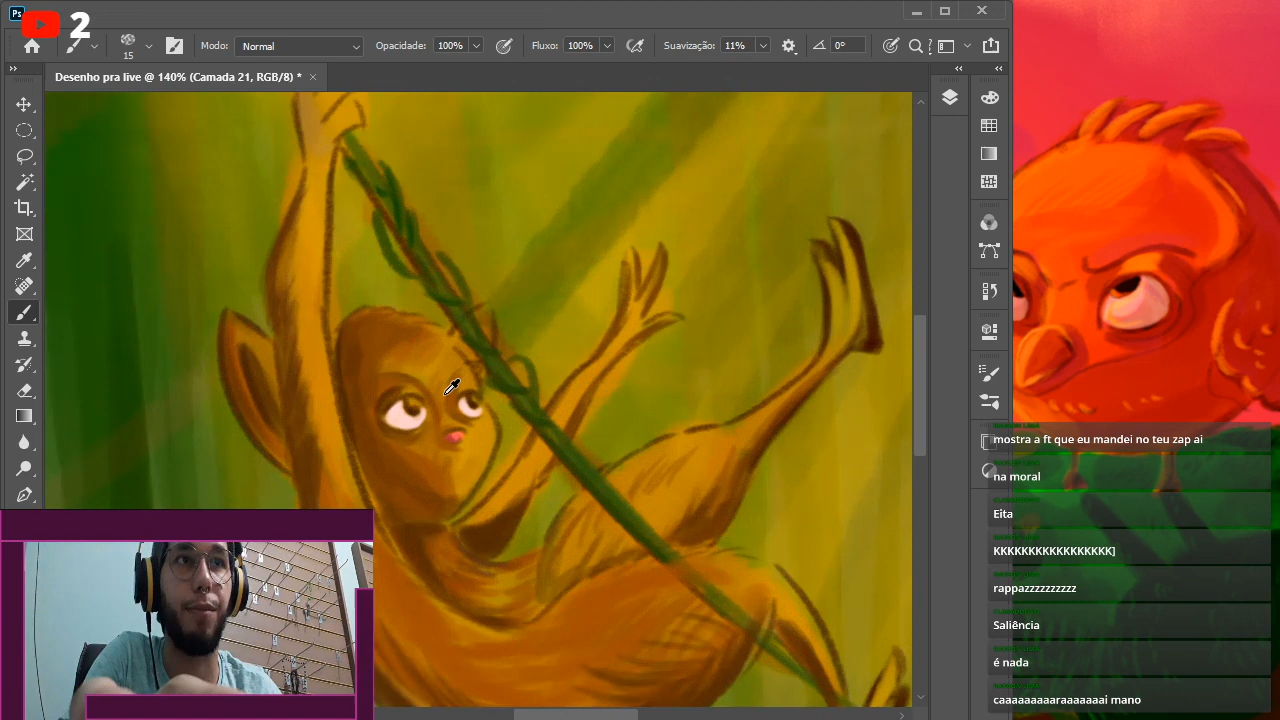 Ps
2
15
Modo:
Normal
Opacidade:
100%
Fluxo:
100%
Suavização:
11%
0°
Desenho pra live @ 140% (Camada 21, RGB/8) *
mostra a ft que eu mandei no teu zap ai
na moral
Eita
KKKKKKKKKKKKKKKKK]
rappazzzzzzzzzz
Saliência
é nada
caaaaaaaaaraaaaaaai mano